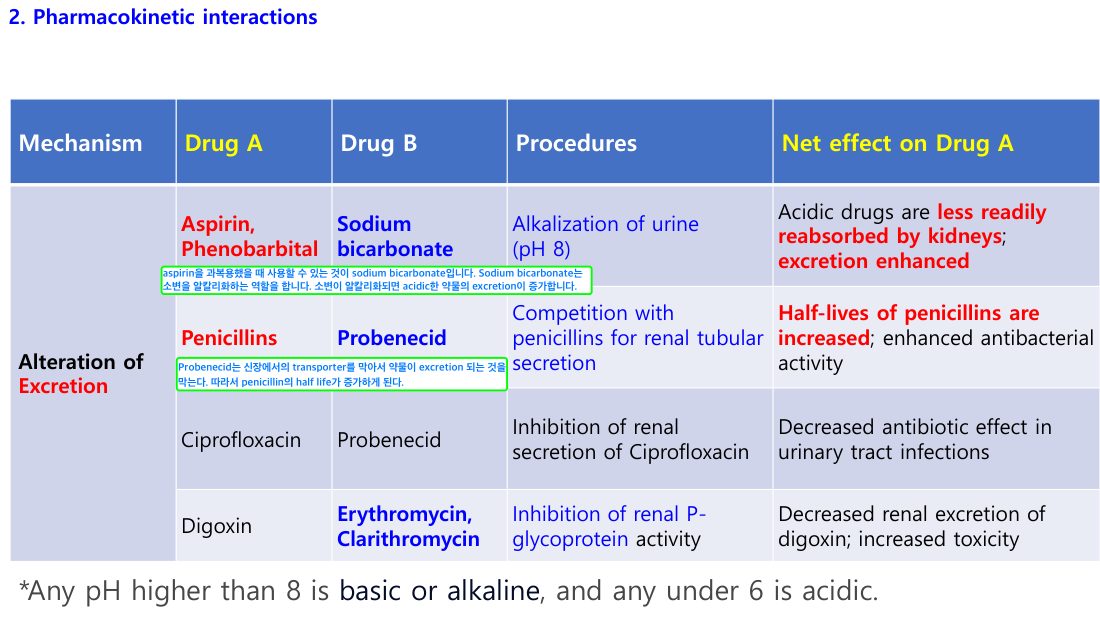 2. Pharmacokinetic interactions
Mechanism
Drug A
Drug B
Procedures
Net effect on Drug A
Alteration of
Excretion
Aspirin,
Phenobarbital
Sodium
bicarbonate
Alkalization of urine
(pH 8)
Acidic drugs are less readily
reabsorbed by kidneys;
excretion enhanced
aspirin을 과복용했을 때 사용할 수 있는 것이 sodium bicarbonate입니다. Sodium bicarbonate는
소변을 알칼리화하는 역할을 합니다. 소변이 알칼리화되면 acidic한 약물의 excretion이 증가합니다.
Penicillins
Probenecid
Competition with
penicillins for renal tubular
secretion
Half-lives of penicillins are
increased; enhanced antibacterial
activity
Probenecid는 신장에서의 transporter를 막아서 약물이 excretion 되는 것을
막는다. 따라서 penicillin의 half life가 증가하게 된다.
Ciprofloxacin
Probenecid
Inhibition of renal
secretion of Ciprofloxacin
Decreased antibiotic effect in
urinary tract infections
Digoxin
Erythromycin,
Clarithromycin
Inhibition of renal P-
glycoprotein activity
Decreased renal excretion of
digoxin; increased toxicity
*Any pH higher than 8 is basic or alkaline, and any under 6 is acidic.